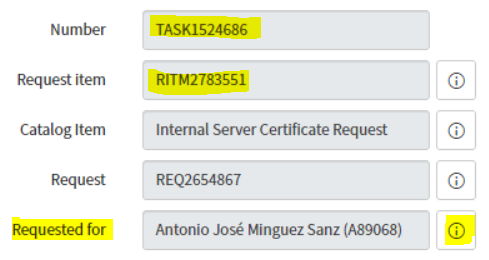 Number TASK1524686
Request item RITM2783551
Catalog Item Internal Server Certificate Request
Request REQ2654867
Requested for Antonio José Minguez Sanz (A89068)